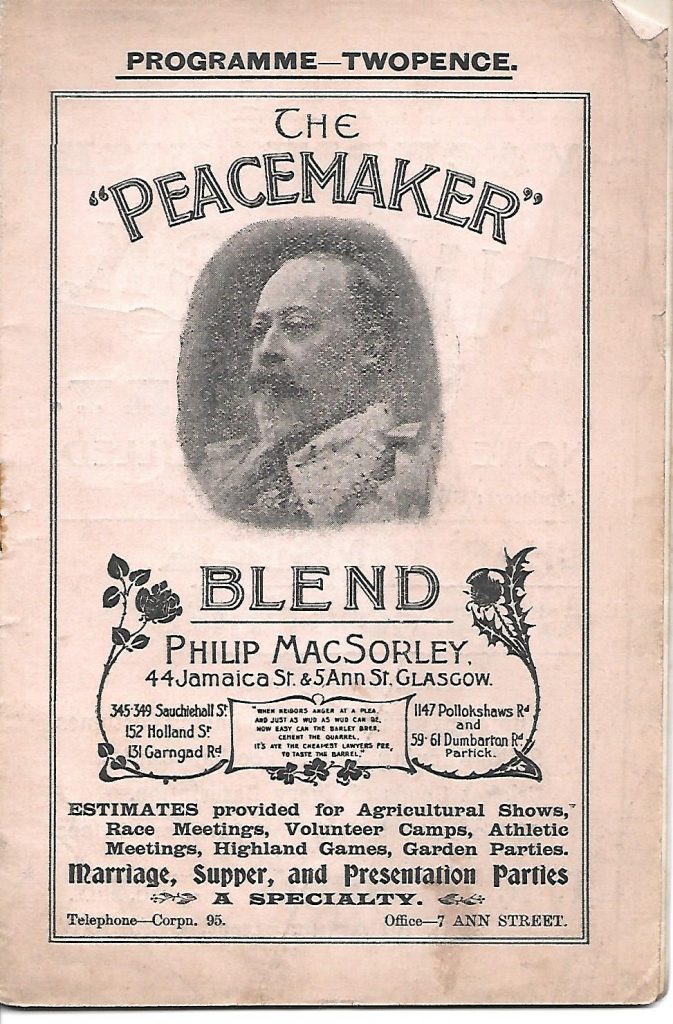 PROGRAMME—TWOPENCE.
THE
"PEACEMAKER"
BLEND
PHILIP MACSORLEY,
44 Jamaica St. & 5 Ann St. GLASGOW.
345·349 Sauchiehall St
152 Holland St
131 Garngad Rd
"WHEN NEIBORS ANGER AT A PLEA,
AND JUST AS WUD AS WUD CAN BE,
HOW EASY CAN THE BARLEY BREE,
CEMENT THE QUARREL.
IT'S AYE THE CHEAPEST LAWYERS FEE,
TO TASTE THE BARREL."
1147 Pollokshaws Rd
and
59·61 Dumbarton Rd
Partick.
ESTIMATES provided for Agricultural Shows,
Race Meetings, Volunteer Camps, Athletic
Meetings, Highland Games, Garden Parties.
Marriage, Supper, and Presentation Parties
A SPECIALTY.
Telephone—Corpn. 95.
Office—7 ANN STREET.